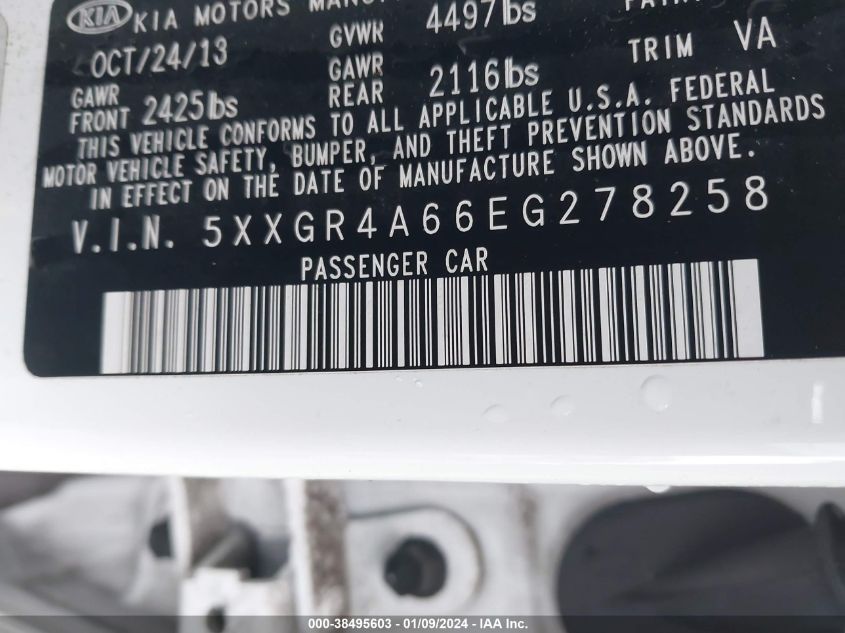 KIA KIA MOTORS
OCT/24/13 GVWR 4497lbs
GAWR FRONT 2425lbs GAWR REAR 2116lbs TRIM VA
THIS VEHICLE CONFORMS TO ALL APPLICABLE U.S.A. FEDERAL
MOTOR VEHICLE SAFETY, BUMPER, AND THEFT PREVENTION STANDARDS
IN EFFECT ON THE DATE OF MANUFACTURE SHOWN ABOVE.
V.I.N. 5XXGR4A66EG278258
PASSENGER CAR
000-38495603 - 01/09/2024 - IAA Inc.